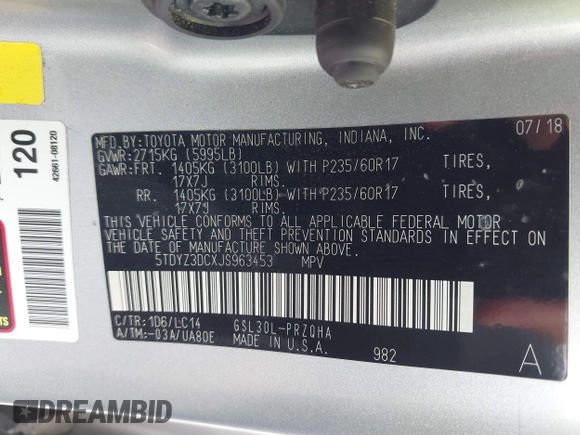 120
42661-08120
TS
MFD. BY:TOYOTA MOTOR MANUFACTURING, INDIANA, INC. 07/18
GVWR:2715KG (5995LB)
GAWR:FRT. 1405KG (3100LB) WITH P235/60R17 TIRES,
17X7J RIMS.
RR. 1405KG (3100LB) WITH P235/60R17 TIRES,
17X7J RIMS.
THIS VEHICLE CONFORMS TO ALL APPLICABLE FEDERAL MOTOR
VEHICLE SAFETY AND THEFT PREVENTION STANDARDS IN EFFECT ON
THE DATE OF MANUFACTURE SHOWN ABOVE.
5TDYZ3DCXJS963453 MPV
C/TR:1D6/LC14 GSL30L-PRZQHA
A/TM:-03A/UA80E MADE IN U.S.A. 982 A
DREAMBID